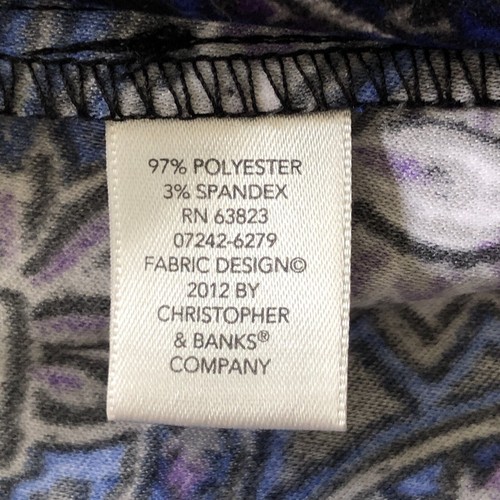 97% POLYESTER
3% SPANDEX
RN 63823
07242-6279
FABRIC DESIGN©
2012 BY
CHRISTOPHER
& BANKS®
COMPANY